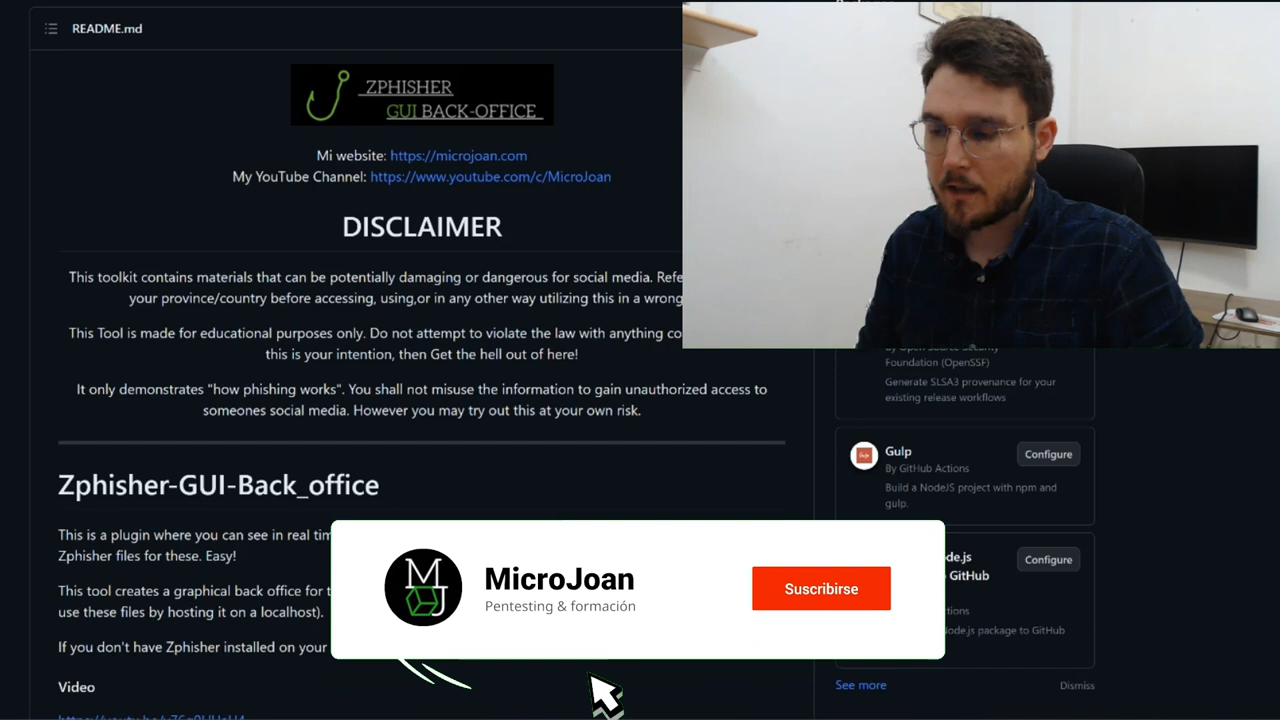 README.md
ZPHISHER
GUI BACK-OFFICE
Mi website: https://microjoan.com
My YouTube Channel: https://www.youtube.com/c/MicroJoan
DISCLAIMER
This toolkit contains materials that can be potentially damaging or dangerous for social media.
your province/country before accessing, using,or in any other way utilizing this in a wrong
This Tool is made for educational purposes only. Do not attempt to violate the law with anything
this is your intention, then Get the hell out of here!
It only demonstrates "how phishing works". You shall not misuse the information to gain unauthorized access to
someones social media. However you may try out this at your own risk.
Zphisher-GUI-Back_office
This is a plugin where you can see in real
Zphisher files for these. Easy!
This tool creates a graphical back office for
use these files by hosting it on a localhost).
If you don't have Zphisher installed on your
Video
by Open Source Security
Foundation (OpenSSF)
Generate SLSA3 provenance for your
existing release workflows
Gulp
Configure
By GitHub Actions
Build a NodeJS project with npm and
gulp.
de.js
GitHub
Configure
ctions
Node.js package to GitHub
See more
Dismiss
MJ
MicroJoan
Pentesting & formación
Suscribirse